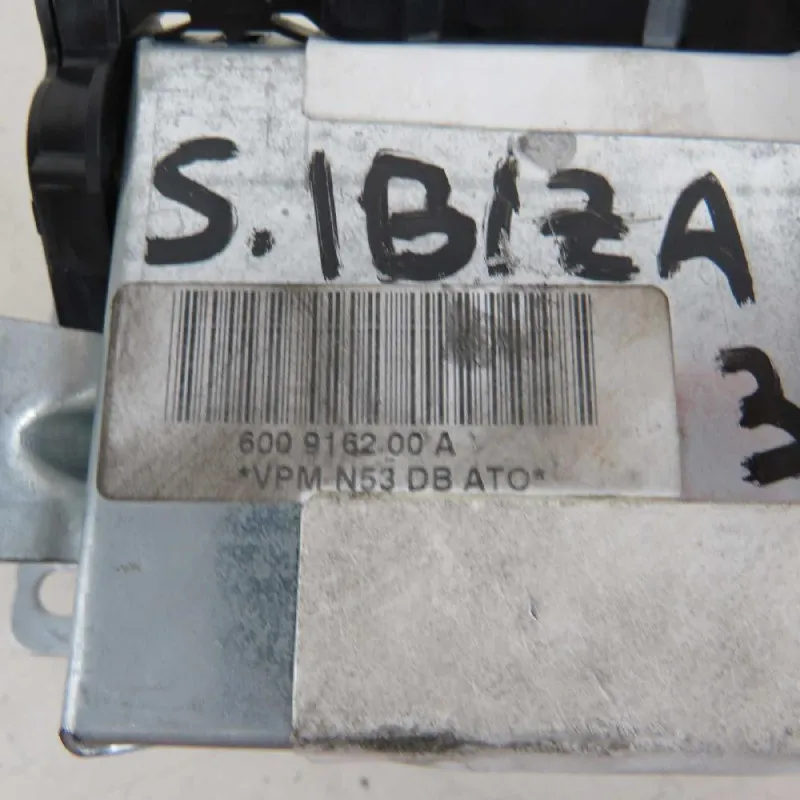 S. IBIZA
3
600 9162 00 A
*VPM-N53 DB ATO*